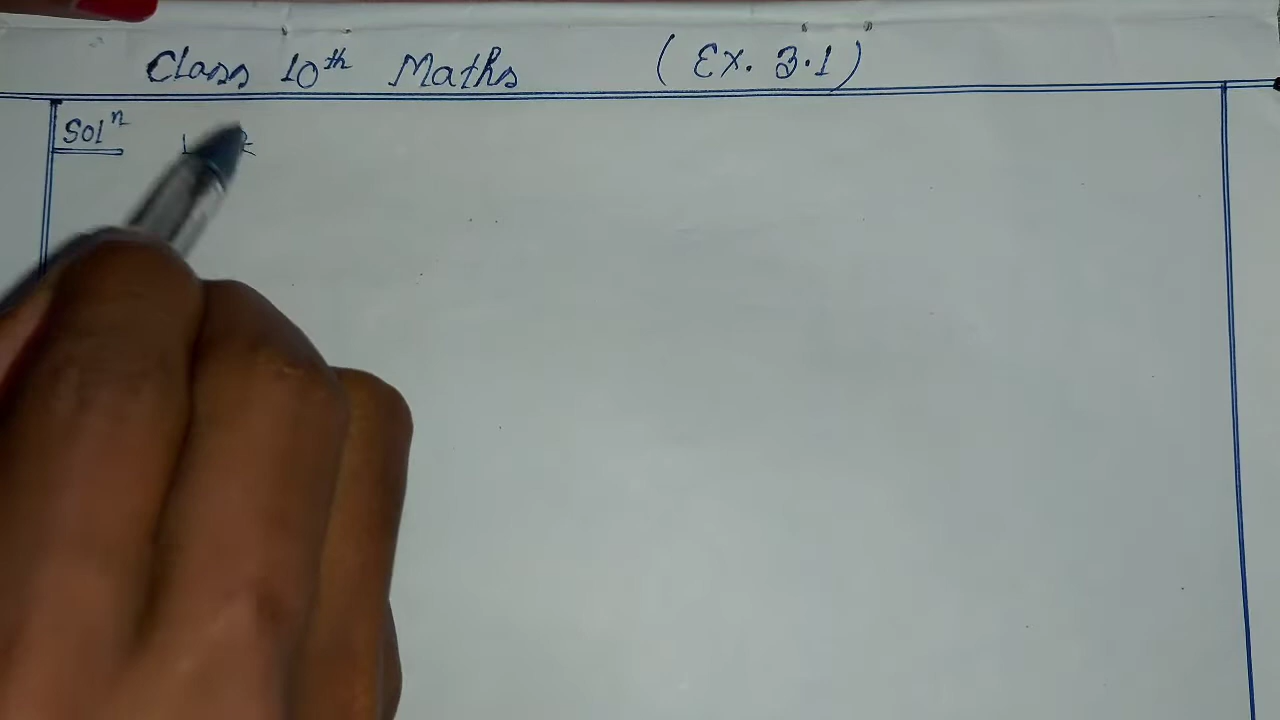 Class 10th Maths (Ex. 3.1)
Solⁿ